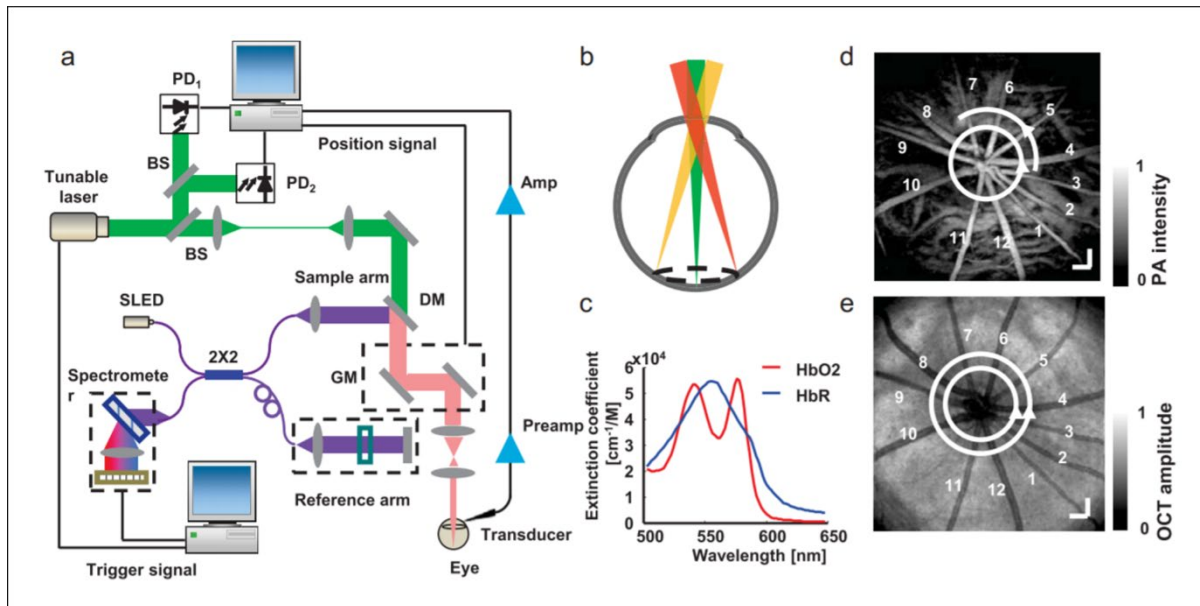 a
PD1
Position signal
BS
PD2
Tunable
laser
Amp
BS
Sample arm
DM
SLED
2X2
GM
Spectromete
r
Preamp
Reference arm
Transducer
Trigger signal
Eye
b
c
x10⁴
6
5
4
3
2
1
0
HbO2
HbR
Extinction coefficient
[cm⁻¹/M]
500 550 600 650
Wavelength [nm]
d
7 6
8 5
9 4
10 3
2
11 12 1
1
0
PA intensity
e
7 6
8 5
9 4
10 3
2
11 12 1
1
0
OCT amplitude